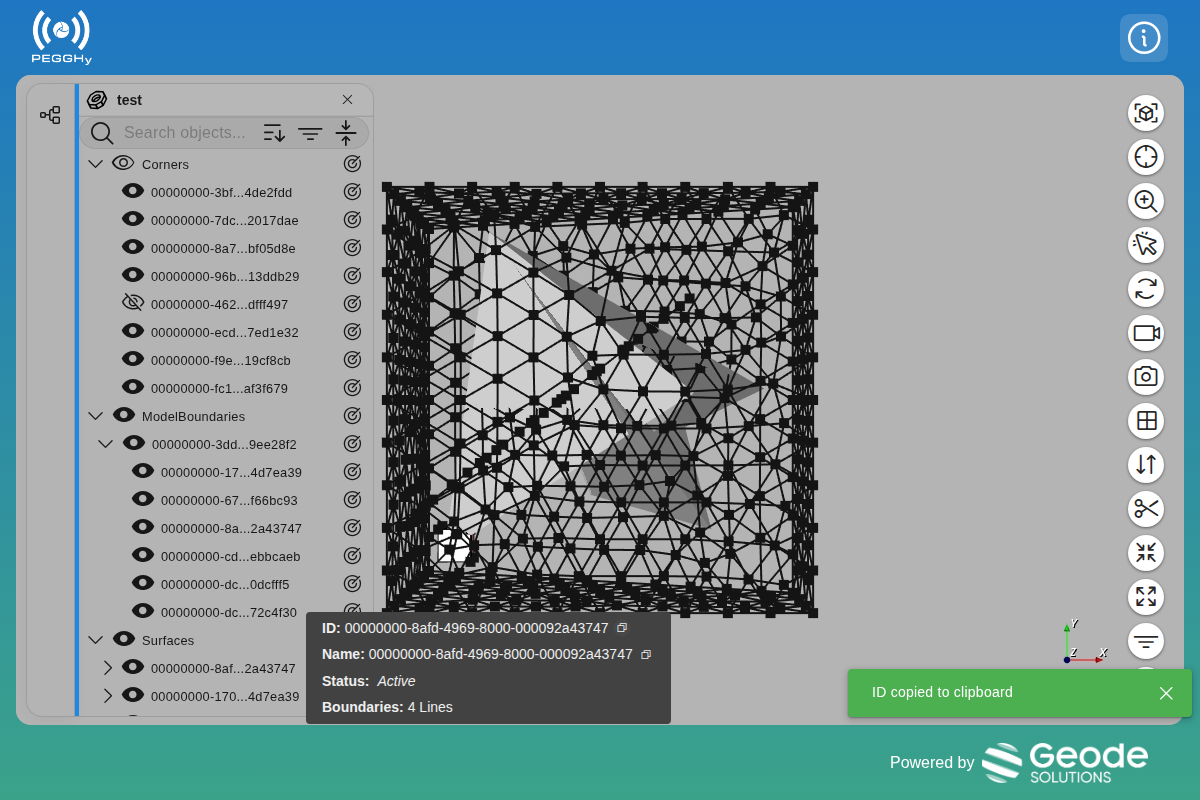 PEGGHy
test
Search objects...
Corners
00000000-3bf...4de2fdd
00000000-7dc...2017dae
00000000-8a7...bf05d8e
00000000-96b...13ddb29
00000000-462...dfff497
00000000-ecd...7ed1e32
00000000-f9e...19cf8cb
00000000-fc1...af3f679
ModelBoundaries
00000000-3dd...9ee28f2
00000000-17...4d7ea39
00000000-67...f66bc93
00000000-8a...2a43747
00000000-cd...ebbcaeb
00000000-dc...0dcfff5
00000000-dc...72c4f30
Surfaces
00000000-8af...2a43747
00000000-170...4d7ea39
ID: 00000000-8afd-4969-8000-000092a43747
Name: 00000000-8afd-4969-8000-000092a43747
Status: Active
Boundaries: 4 Lines
Y
Z
X
ID copied to clipboard
Powered by
Geode
SOLUTIONS